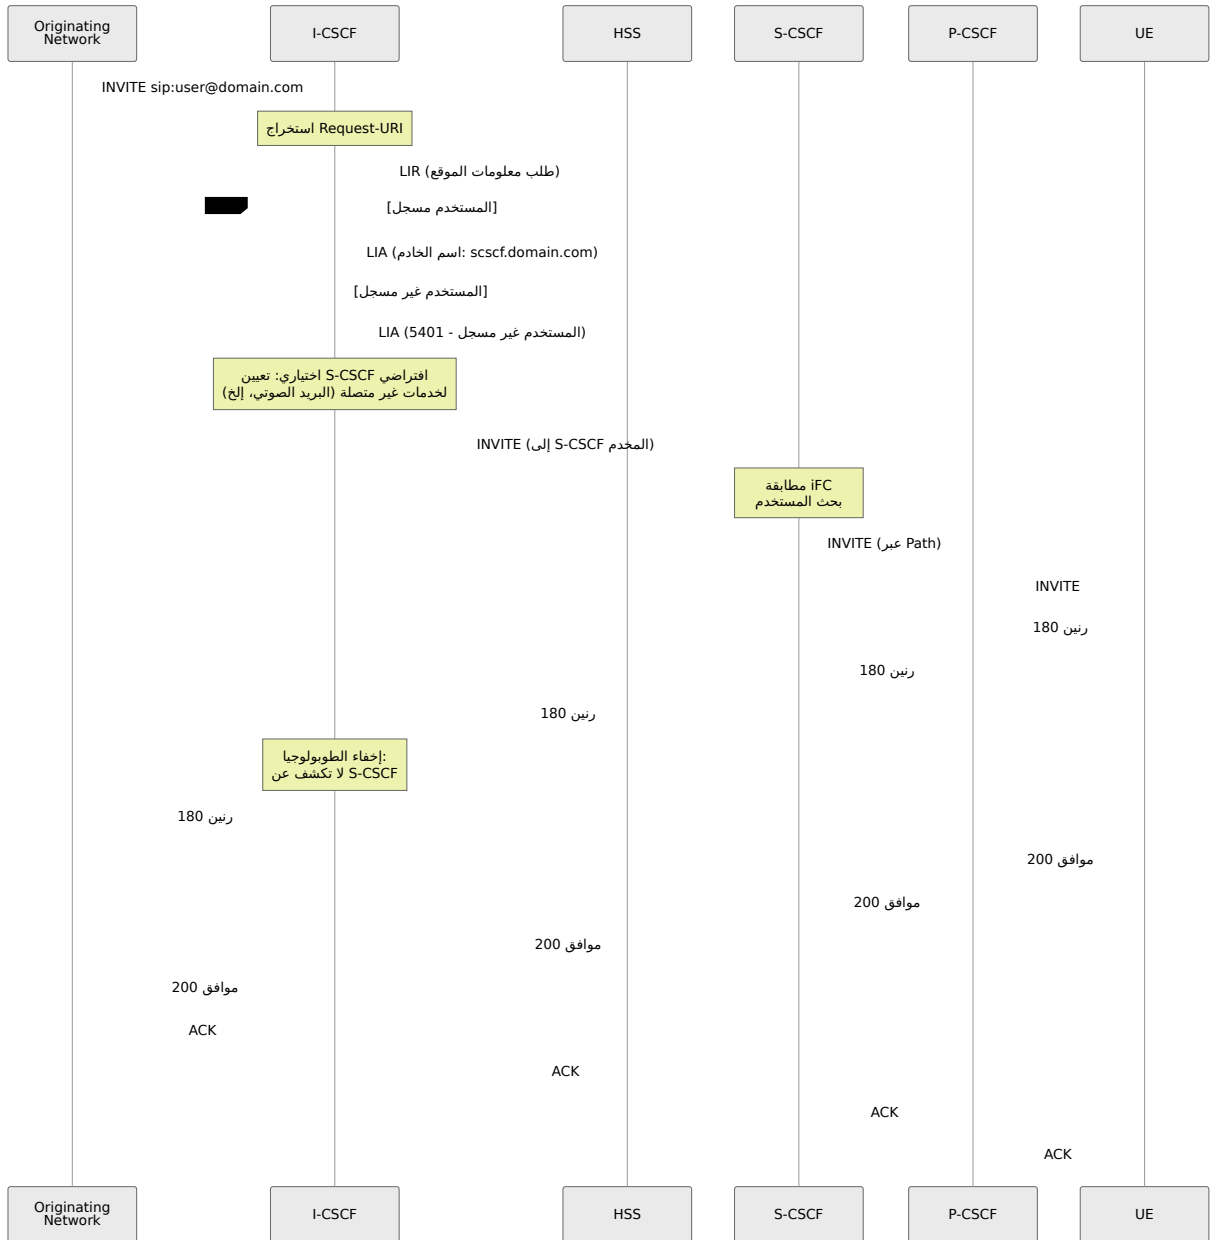 Originating
Network
I-CSCF
HSS
S-CSCF
P-CSCF
UE
INVITE sip:user@domain.com
استخراج Request-URI
LIR (طلب معلومات الموقع)
[المستخدم مسجل]
LIA (اسم الخادم: scscf.domain.com)
[المستخدم غير مسجل]
LIA (5401 - المستخدم غير مسجل)
اختياري: تعيين S-CSCF افتراضي
لخدمات غير متصلة (البريد الصوتي، إلخ)
INVITE (إلى S-CSCF المخدم)
مطابقة iFC
بحث المستخدم
INVITE (عبر Path)
INVITE
180 رنين
180 رنين
180 رنين
إخفاء الطوبولوجيا:
لا تكشف عن S-CSCF
180 رنين
200 موافق
200 موافق
200 موافق
200 موافق
ACK
ACK
ACK
ACK
Originating
Network
I-CSCF
HSS
S-CSCF
P-CSCF
UE